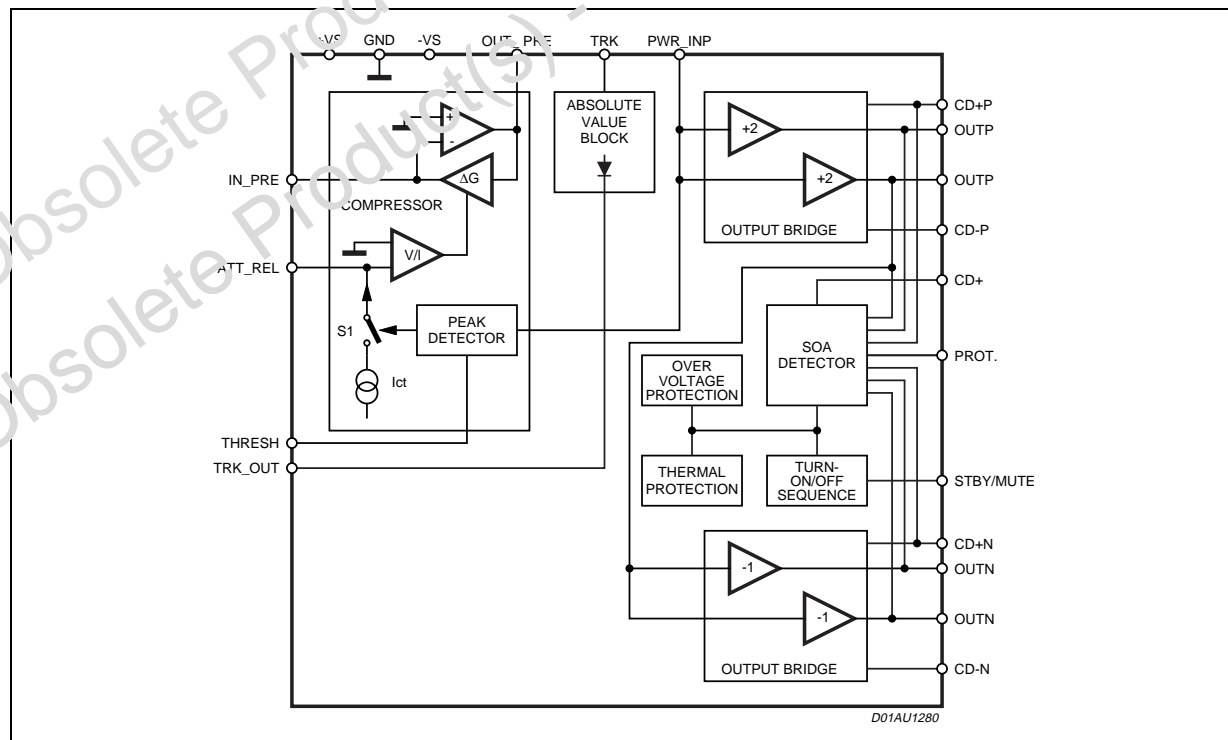 +VS GND -VS OUT_PRE TRK PWR_INP
ABSOLUTE
VALUE
BLOCK
+
-
ΔG
COMPRESSOR
IN_PRE
V/I
ATT_REL
S1
PEAK
DETECTOR
Ict
THRESH
TRK_OUT
+2
+2
OUTPUT BRIDGE
CD+P
OUTP
OUTP
CD-P
CD+
SOA
DETECTOR
PROT.
OVER
VOLTAGE
PROTECTION
THERMAL
PROTECTION
TURN-
ON/OFF
SEQUENCE
STBY/MUTE
-1
-1
OUTPUT BRIDGE
CD+N
OUTN
OUTN
CD-N
D01AU1280
Obsolete Product(s) -
Obsolete Product(s) -